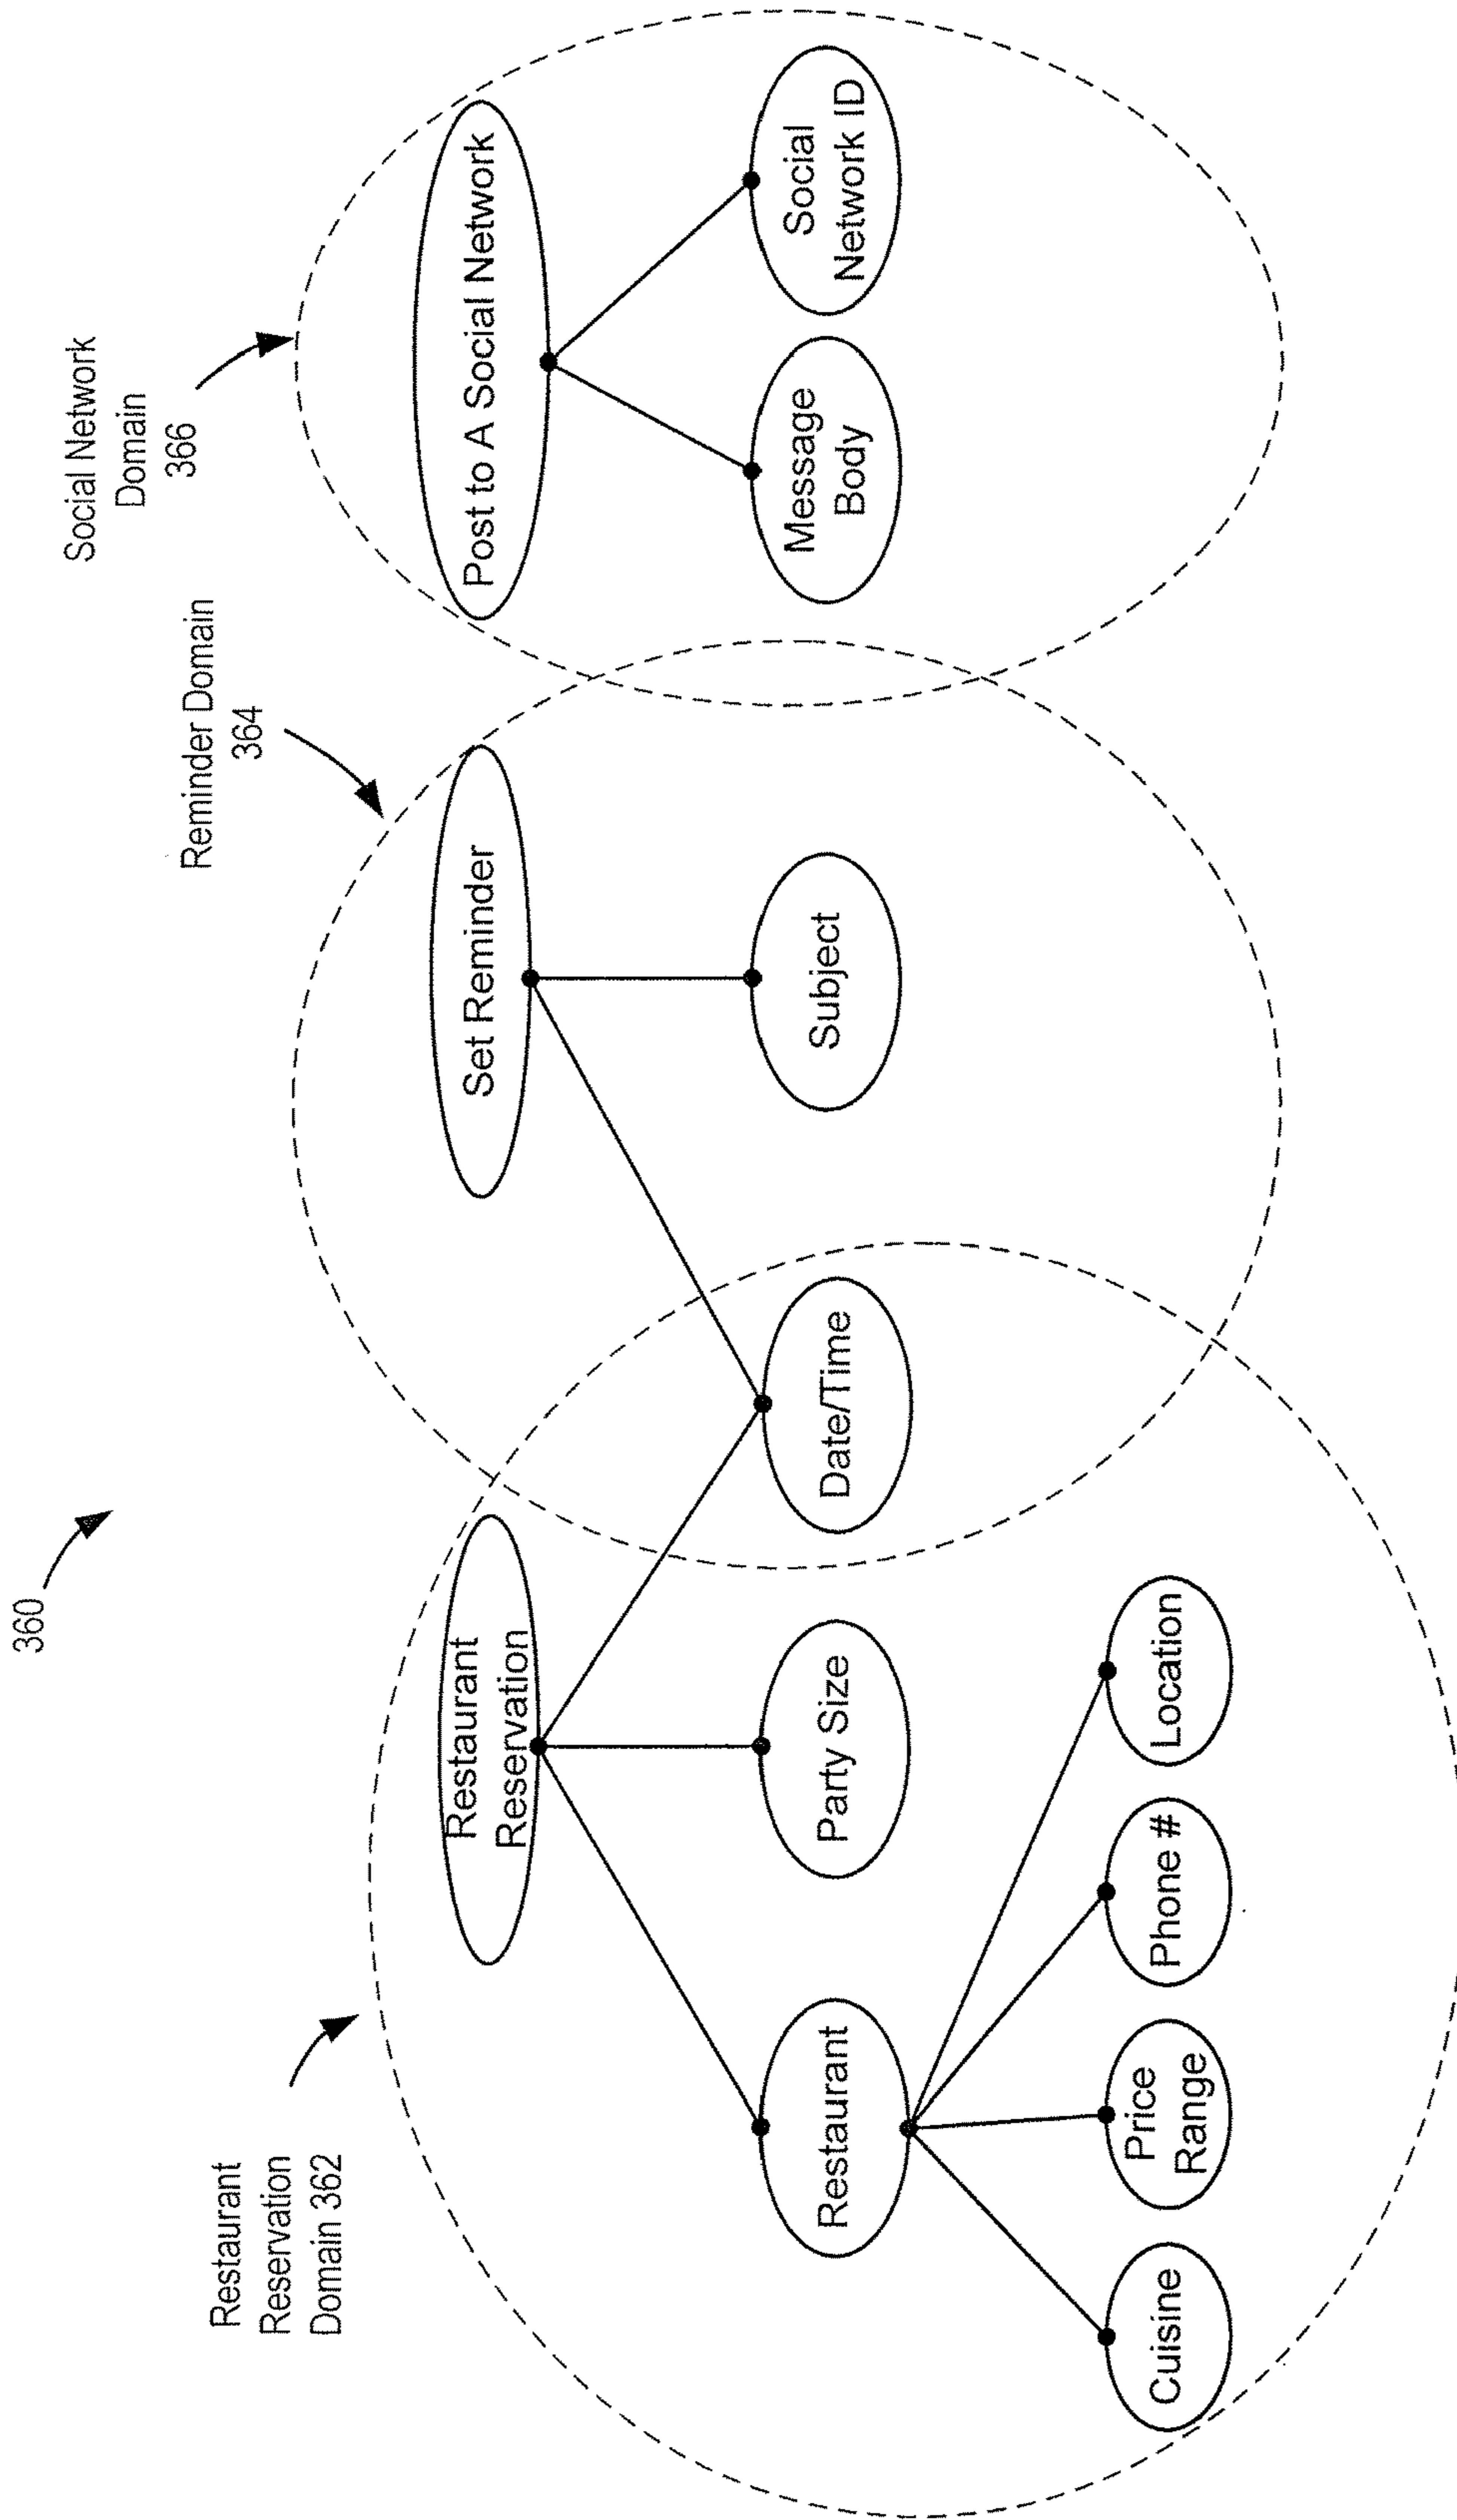 360
Restaurant
Reservation
Domain 362
Reminder Domain
364
Social Network
Domain
366
Restaurant
Reservation
Set Reminder
Post to A Social Network
Restaurant
Party Size
Date/Time
Subject
Message
Body
Social
Network ID
Cuisine
Price
Range
Phone #
Location